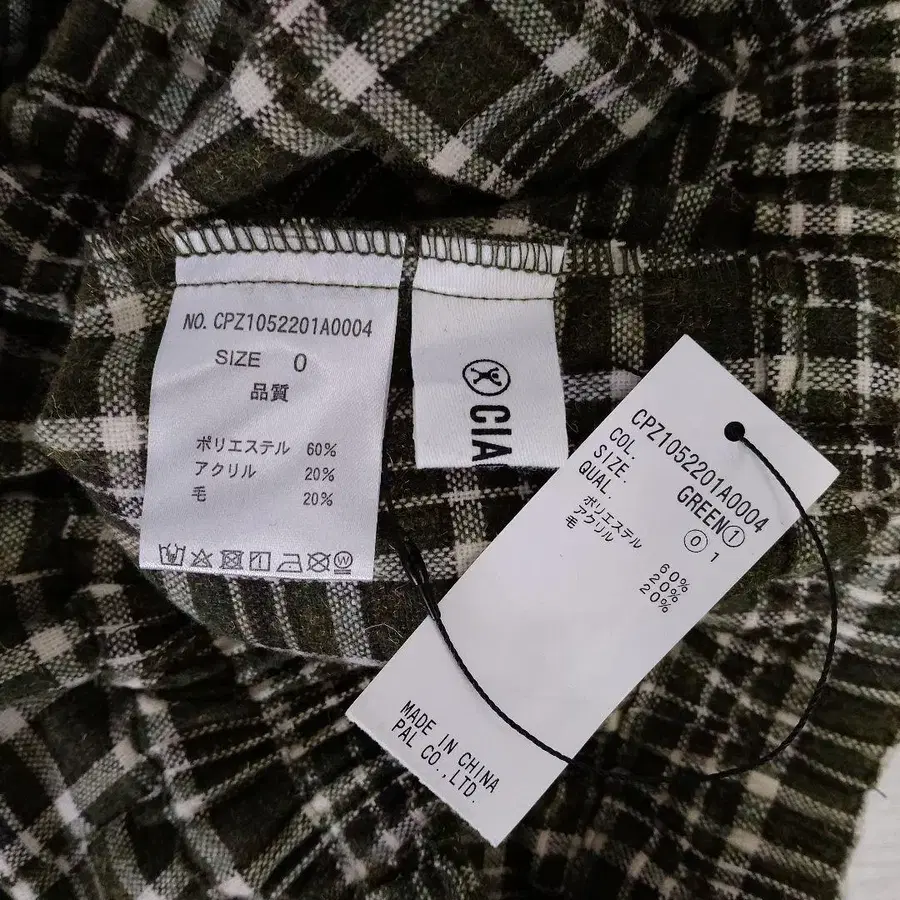 NO. CPZ1052201A0004
SIZE 0
品質
ポリエステル 60%
アクリル 20%
毛 20%
W
CIA
CPZ1052201A0004
COL. GREEN①
SIZE. ⓪ 1
QUAL.
ポリエステル 60%
アクリル 20%
毛 20%
MADE IN CHINA
PAL CO.,LTD.